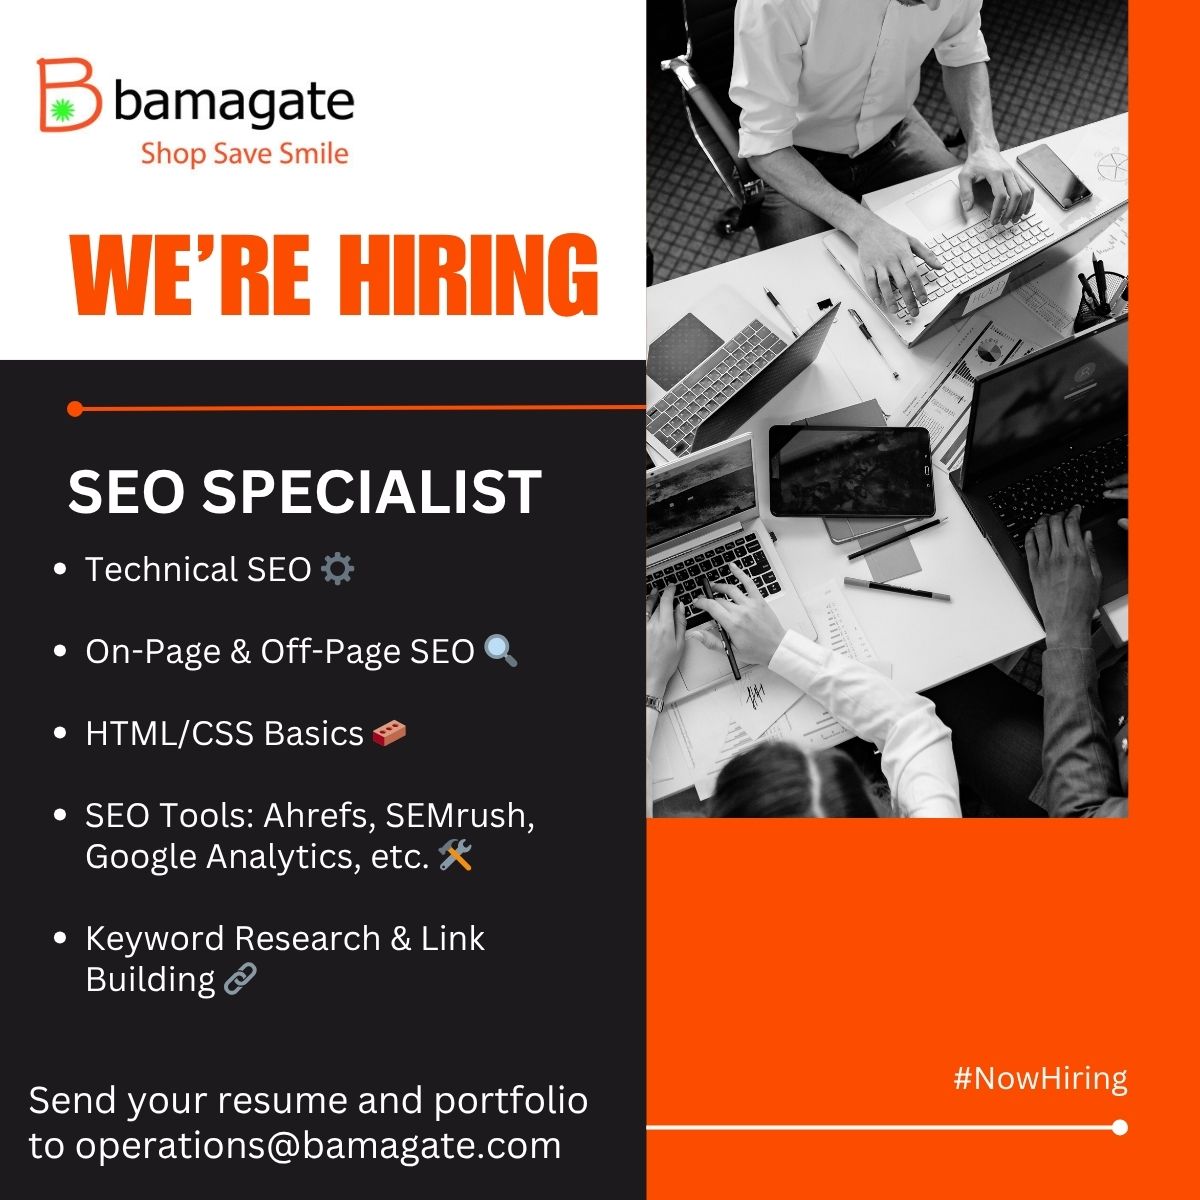 bamagate
Shop Save Smile
WE’RE HIRING
SEO SPECIALIST
• Technical SEO ⚙️
• On-Page & Off-Page SEO 🔍
• HTML/CSS Basics 🧱
• SEO Tools: Ahrefs, SEMrush,
Google Analytics, etc. 🛠️
• Keyword Research & Link
Building 🔗
Send your resume and portfolio
to operations@bamagate.com
#NowHiring